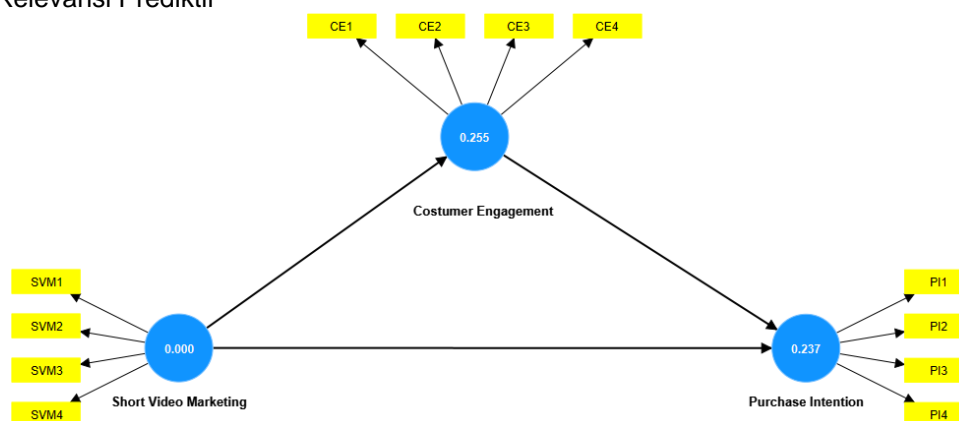 Relevansi Prediktif
CE1 CE2 CE3 CE4
0.255
Costumer Engagement
SVM1
SVM2
SVM3
SVM4
0.000
Short Video Marketing
PI1
PI2
PI3
PI4
0.237
Purchase Intention